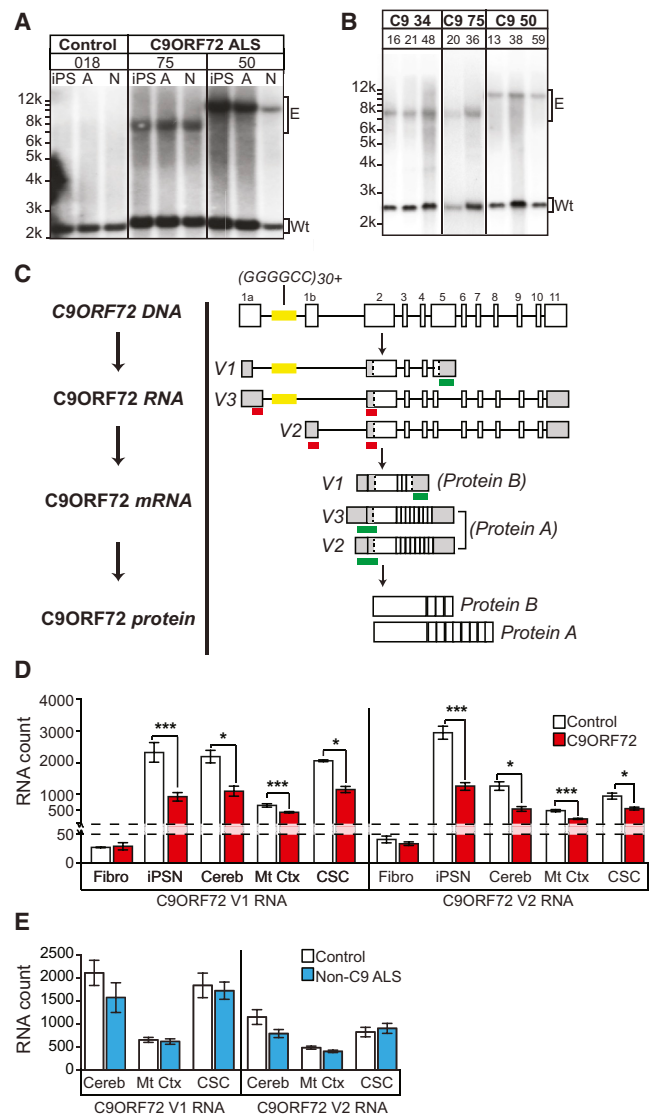 A
Control C9ORF72 ALS
018 75 50
iPS A N iPS A N iPS A N
12k
8k
6k
5k
4k
3k
2k
E
Wt
B
C9 34 C9 75 C9 50
16 21 48 20 36 13 38 59
12k
8k
6k
5k
4k
3k
2k
E
Wt
C
(GGGGCC)30+
1a 1b 2 3 4 5 6 7 8 9 10 11
C9ORF72 DNA
V1
C9ORF72 RNA
V3
V2
C9ORF72 mRNA
V1 (Protein B)
V3
(Protein A)
V2
C9ORF72 protein
Protein B
Protein A
D
RNA count
4000
3000
2000
1000
500
50
0
*** * *** * *** * *** *
Control
C9ORF72
Fibro iPSN Cereb Mt Ctx CSC Fibro iPSN Cereb Mt Ctx CSC
C9ORF72 V1 RNA C9ORF72 V2 RNA
E
RNA count
2500
2000
1500
1000
500
0
Control
Non-C9 ALS
Cereb Mt Ctx CSC Cereb Mt Ctx CSC
C9ORF72 V1 RNA C9ORF72 V2 RNA